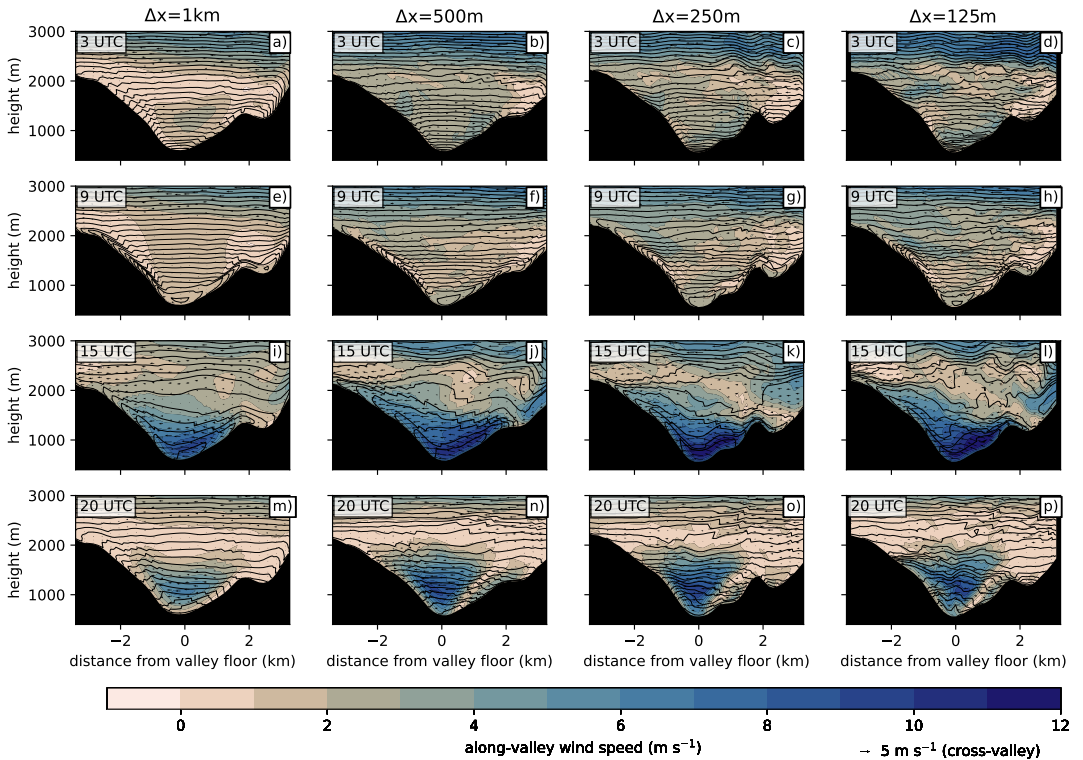 Δx=1km Δx=500m Δx=250m Δx=125m
3000 3 UTC a) 3 UTC b) 3 UTC c) 3 UTC d)
2000
1000
height (m)
3000 9 UTC e) 9 UTC f) 9 UTC g) 9 UTC h)
2000
1000
height (m)
3000 15 UTC i) 15 UTC j) 15 UTC k) 15 UTC l)
2000
1000
height (m)
3000 20 UTC m) 20 UTC n) 20 UTC o) 20 UTC p)
2000
1000
height (m)
−2 0 2 −2 0 2 −2 0 2 −2 0 2
distance from valley floor (km) distance from valley floor (km) distance from valley floor (km) distance from valley floor (km)
0 2 4 6 8 10 12
along-valley wind speed (m s⁻¹) → 5 m s⁻¹ (cross-valley)